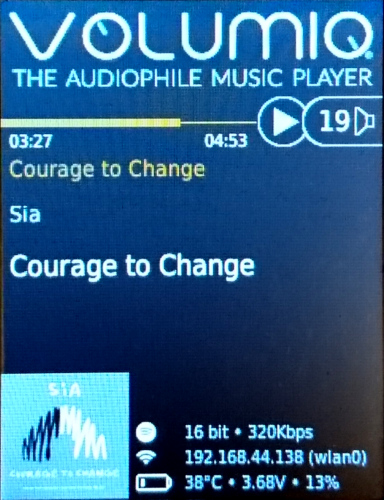 VOLUMIO
THE AUDIOPHILE MUSIC PLAYER
19
03:27 04:53
Courage to Change
Sia
Courage to Change
SiA
COURAGE To CHANGE
16 bit • 320Kbps
192.168.44.138 (wlan0)
38°C • 3.68V • 13%